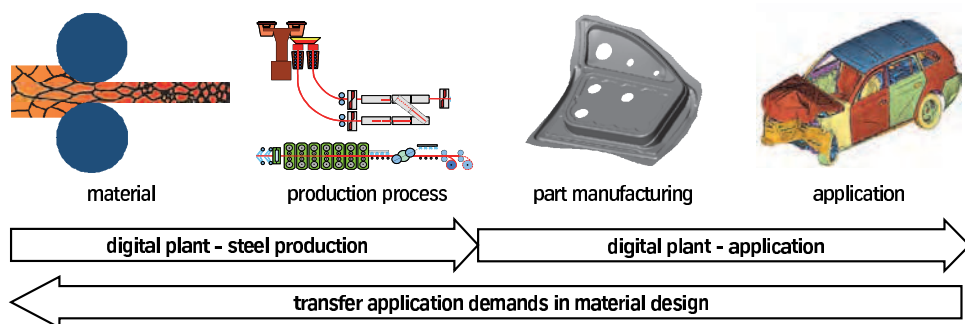 material
production process
part manufacturing
application
digital plant - steel production
digital plant - application
transfer application demands in material design